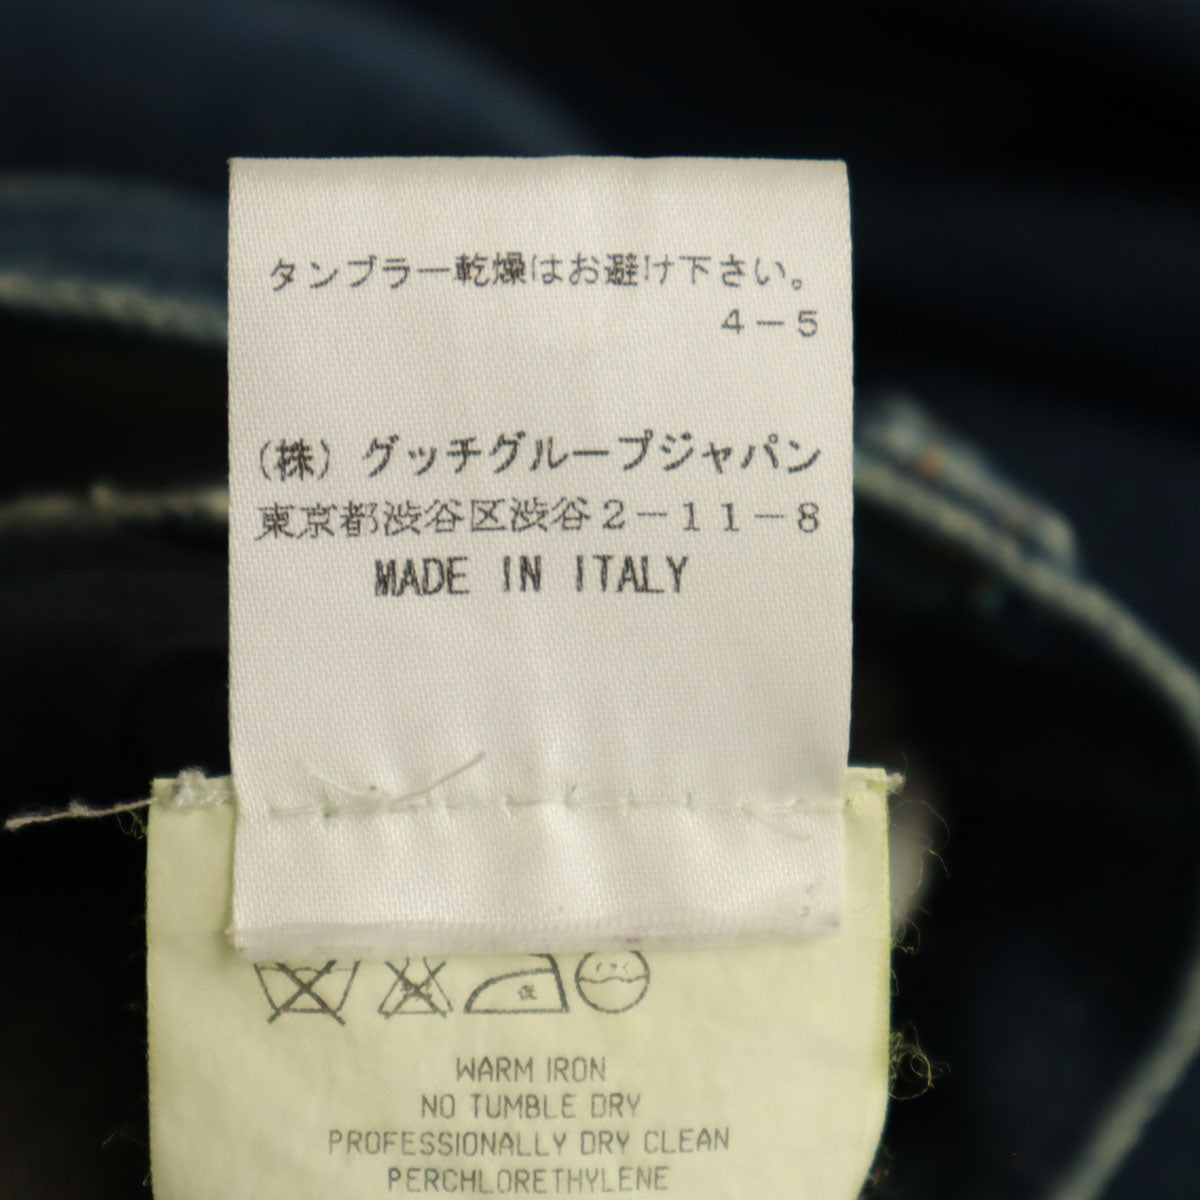 タンブラー乾燥はお避け下さい。
4-5
(株) グッチグループジャパン
東京都渋谷区渋谷2-11-8
MADE IN ITALY
WARM IRON
NO TUMBLE DRY
PROFESSIONALLY DRY CLEAN
PERCHLORETHYLENE